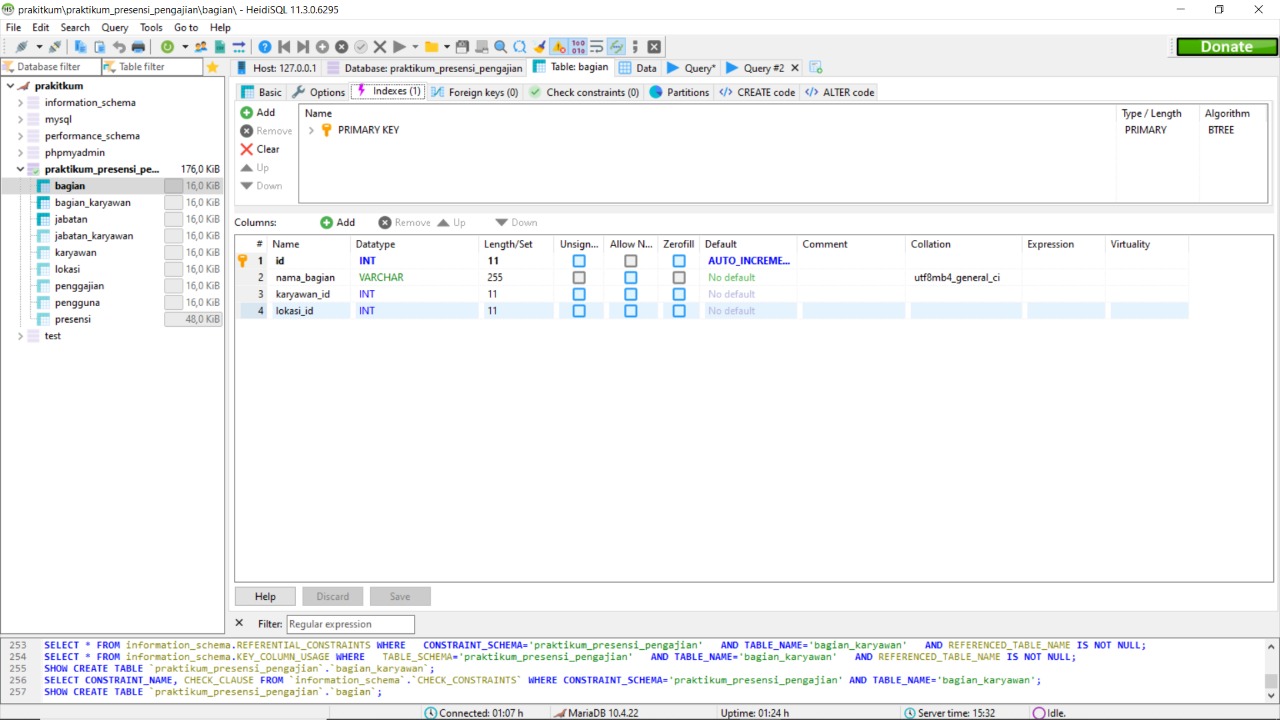 prakitkum\praktikum_presensi_pengajian\bagian\ - HeidiSQL 11.3.0.6295
File Edit Search Query Tools Go to Help
Donate
Database filter Table filter
Host: 127.0.0.1 Database: praktikum_presensi_pengajian Table: bagian Data Query* Query #2
prakitkum
information_schema
mysql
performance_schema
phpmyadmin
praktikum_presensi_pe... 176,0 KiB
bagian 16,0 KiB
bagian_karyawan 16,0 KiB
jabatan 16,0 KiB
jabatan_karyawan 16,0 KiB
karyawan 16,0 KiB
lokasi 16,0 KiB
penggajian 16,0 KiB
pengguna 16,0 KiB
presensi 48,0 KiB
test
Basic Options Indexes (1) Foreign keys (0) Check constraints (0) Partitions CREATE code ALTER code
Add
Remove
Clear
Up
Down
Name Type / Length Algorithm
PRIMARY KEY PRIMARY BTREE
Columns: Add Remove Up Down
# Name Datatype Length/Set Unsign... Allow N... Zerofill Default Comment Collation Expression Virtuality
1 id INT 11 AUTO_INCREME...
2 nama_bagian VARCHAR 255 No default utf8mb4_general_ci
3 karyawan_id INT 11 No default
4 lokasi_id INT 11 No default
Help Discard Save
Filter: Regular expression
253 SELECT * FROM information_schema.REFERENTIAL_CONSTRAINTS WHERE CONSTRAINT_SCHEMA='praktikum_presensi_pengajian' AND TABLE_NAME='bagian_karyawan' AND REFERENCED_TABLE_NAME IS NOT NULL;
254 SELECT * FROM information_schema.KEY_COLUMN_USAGE WHERE TABLE_SCHEMA='praktikum_presensi_pengajian' AND TABLE_NAME='bagian_karyawan' AND REFERENCED_TABLE_NAME IS NOT NULL;
255 SHOW CREATE TABLE `praktikum_presensi_pengajian`.`bagian_karyawan`;
256 SELECT CONSTRAINT_NAME, CHECK_CLAUSE FROM `information_schema`.`CHECK_CONSTRAINTS` WHERE CONSTRAINT_SCHEMA='praktikum_presensi_pengajian' AND TABLE_NAME='bagian_karyawan';
257 SHOW CREATE TABLE `praktikum_presensi_pengajian`.`bagian`;
Connected: 01:07 h MariaDB 10.4.22 Uptime: 01:24 h Server time: 15:32 Idle.